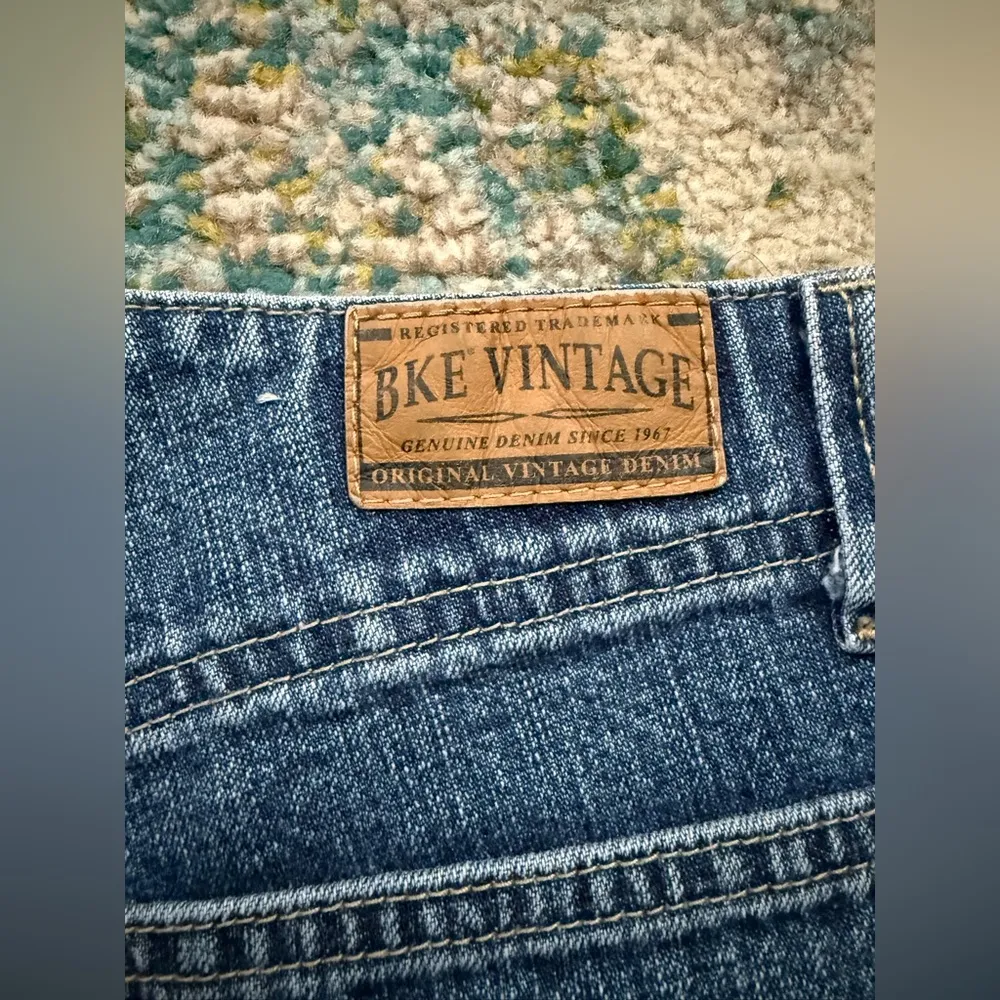 REGISTERED TRADEMARK
BKE® VINTAGE
GENUINE DENIM SINCE 1967
ORIGINAL VINTAGE DENIM